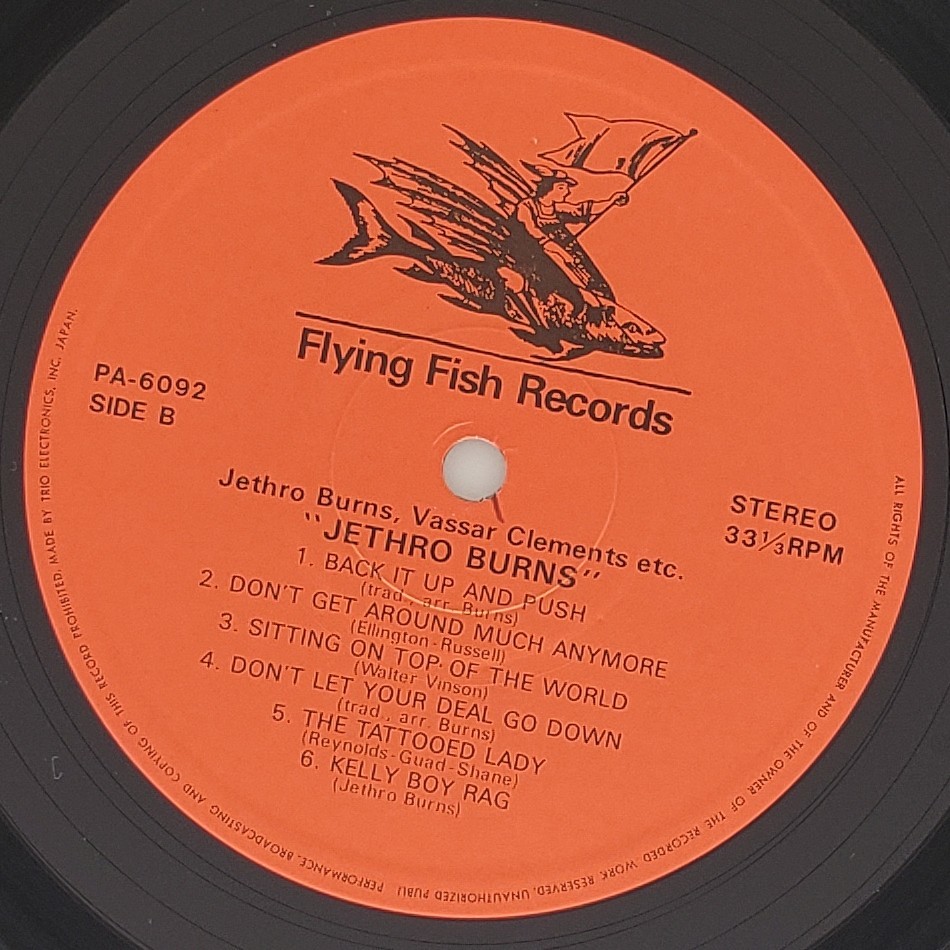 Flying Fish Records
PA-6092
SIDE B
STEREO
33⅓RPM
Jethro Burns, Vassar Clements etc.
"JETHRO BURNS"
1. BACK IT UP AND PUSH
(trad. arr. Burns)
2. DON'T GET AROUND MUCH ANYMORE
(Ellington-Russell)
3. SITTING ON TOP OF THE WORLD
(Walter Vinson)
4. DON'T LET YOUR DEAL GO DOWN
(trad. arr. Burns)
5. THE TATTOOED LADY
(Reynolds-Guad-Shane)
6. KELLY BOY RAG
(Jethro Burns)
ALL RIGHTS OF THE MANUFACTURER AND OF THE OWNER OF THE RECORDED WORK RESERVED. UNAUTHORIZED PUBLI PERFORMANCE, BROADCASTING AND COPYING OF THIS RECORD PROHIBITED. MADE BY TRIO ELECTRONICS, INC. JAPAN.